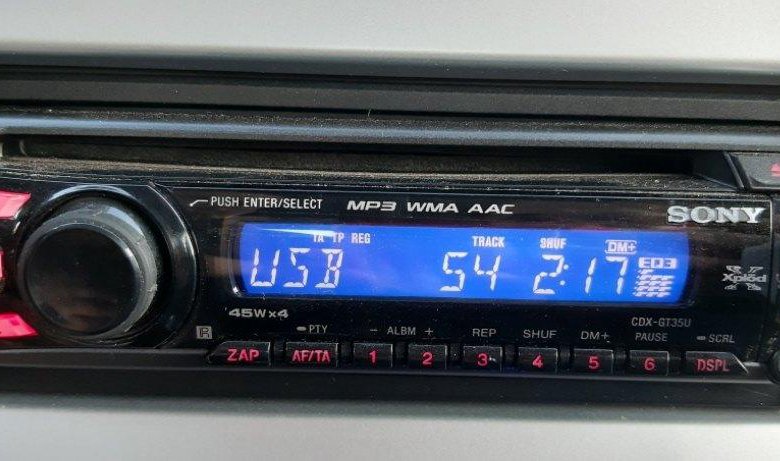 PUSH ENTER/SELECT MP3 WMA AAC SONY
TA TP REG TRACK SHUF DM+
USB 54 2:17 EQ3
Xplod
45W×4 CDX-GT35U
PTY - ALBM + REP SHUF DM+ PAUSE SCRL
ZAP AF/TA 1 2 3 4 5 6 DSPL